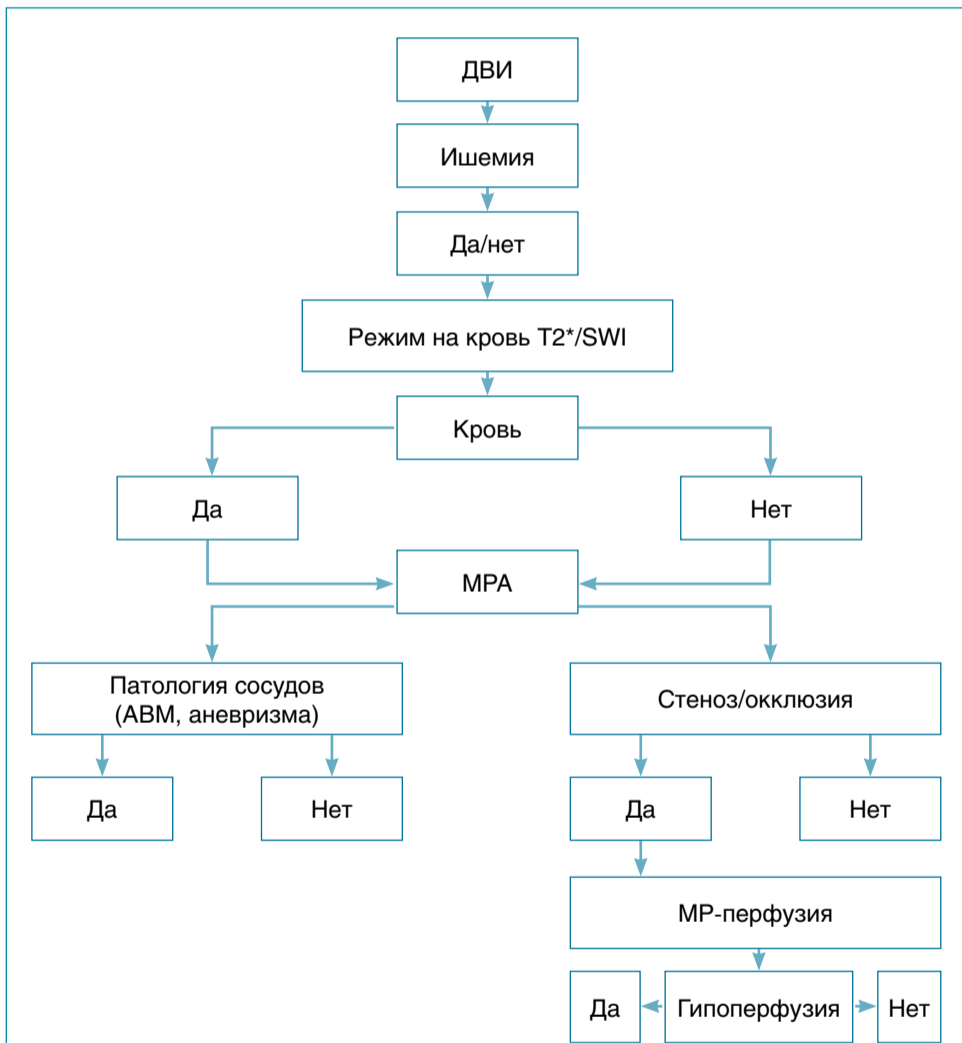 ДВИ
Ишемия
Да/нет
Режим на кровь T2*/SWI
Кровь
Да
Нет
МРА
Патология сосудов
(АВМ, аневризма)
Стеноз/окклюзия
Да
Нет
Да
Нет
МР-перфузия
Да
Гипоперфузия
Нет